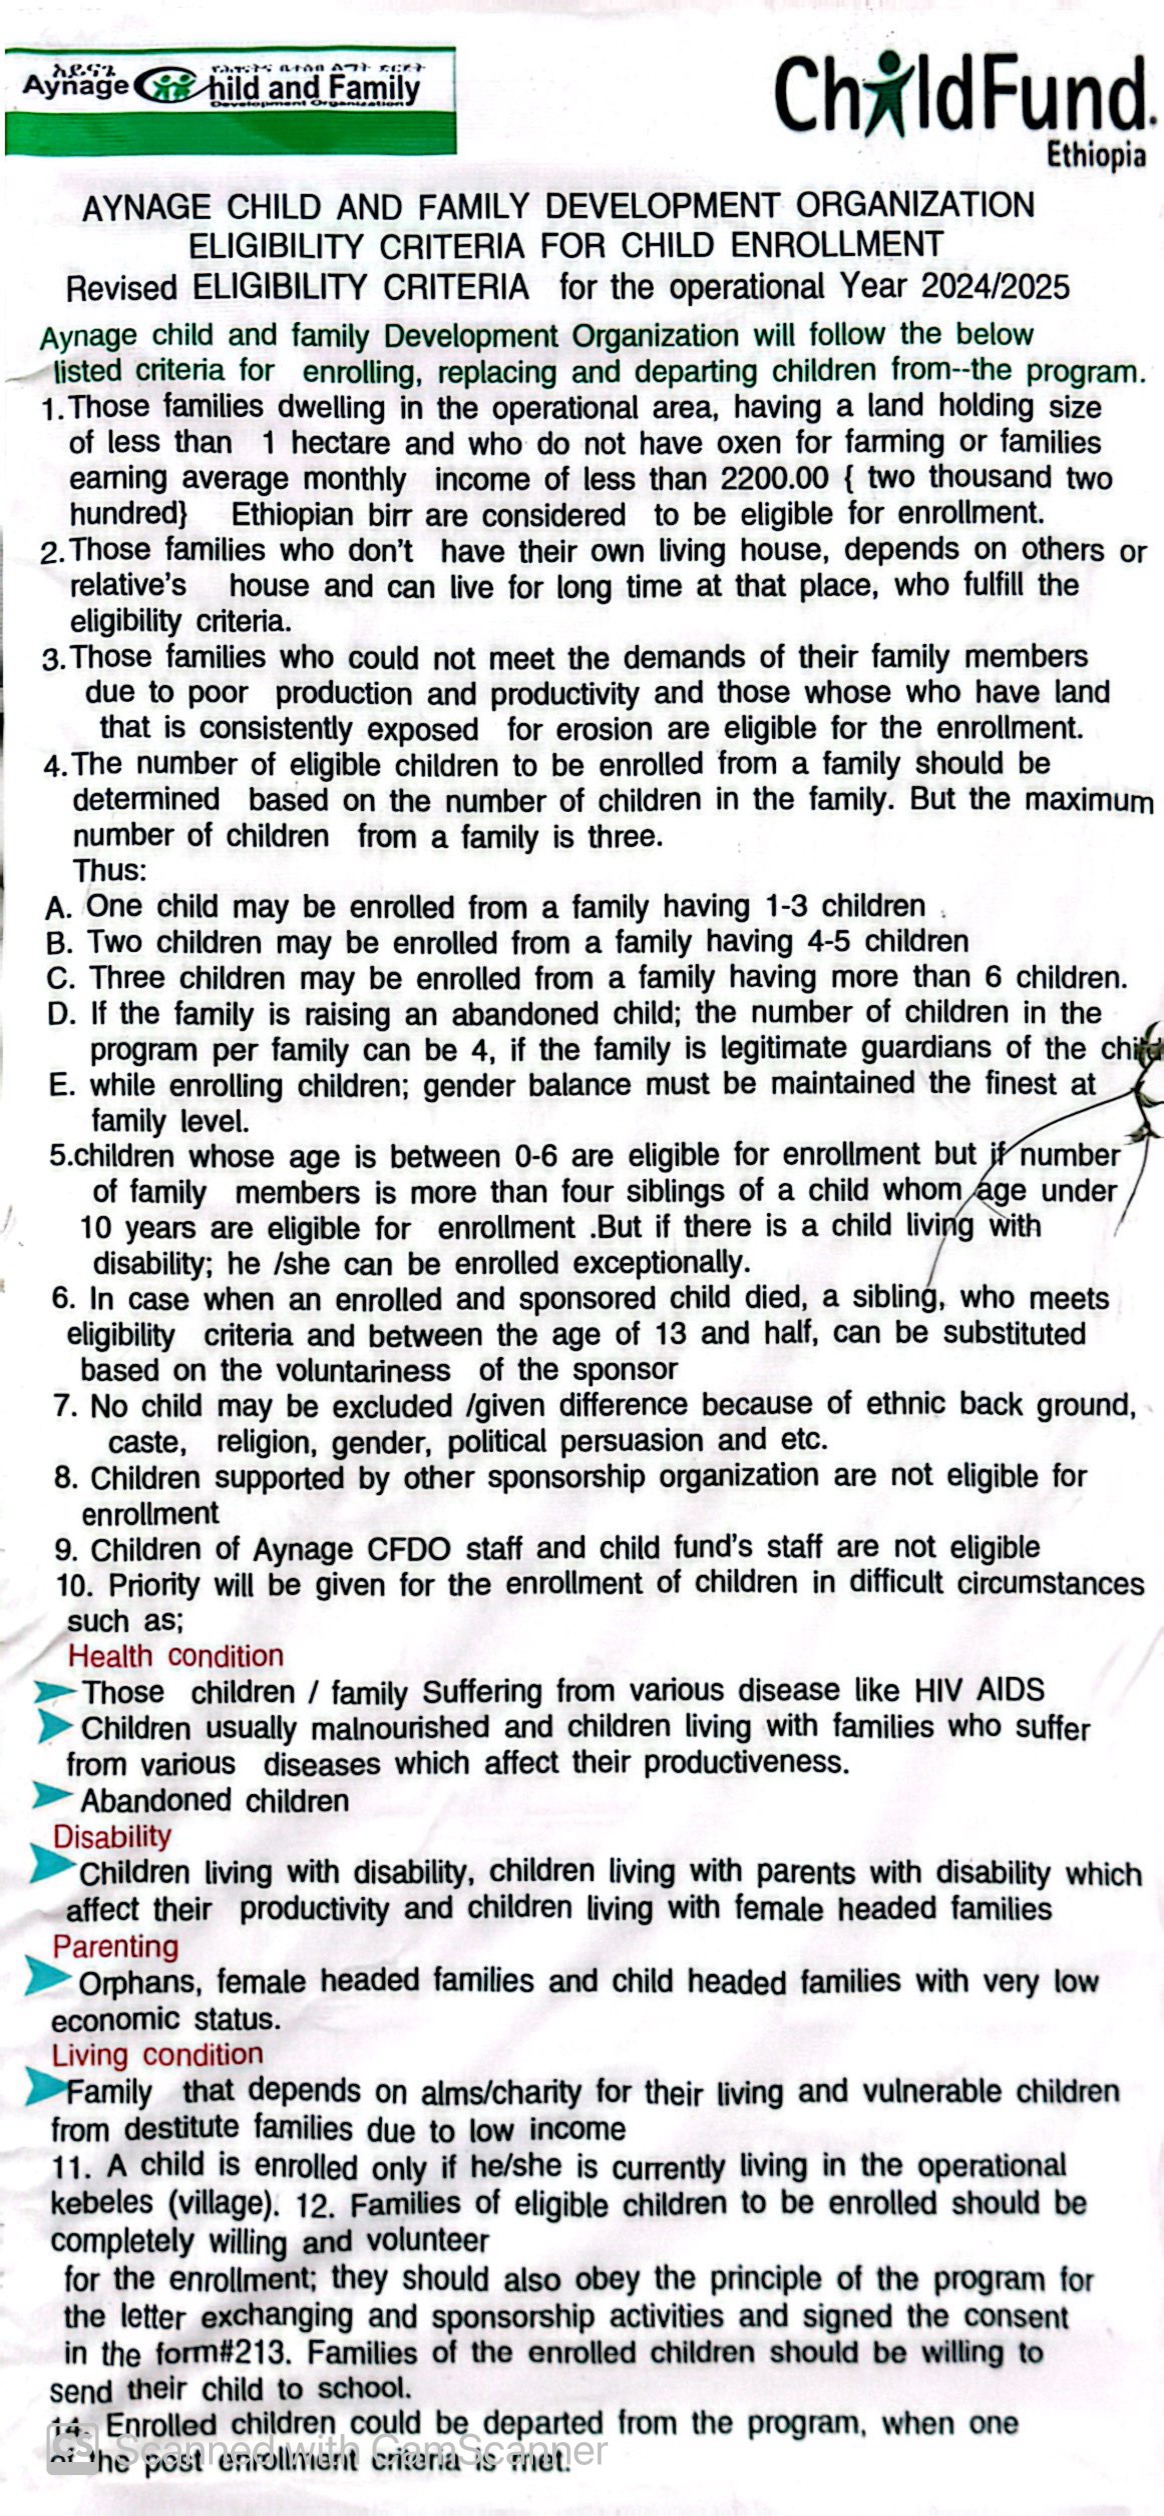 አይናጌ
Aynage Child and Family
Development Organization
ChildFund.
Ethiopia
AYNAGE CHILD AND FAMILY DEVELOPMENT ORGANIZATION
ELIGIBILITY CRITERIA FOR CHILD ENROLLMENT
Revised ELIGIBILITY CRITERIA for the operational Year 2024/2025
Aynage child and family Development Organization will follow the below
listed criteria for enrolling, replacing and departing children from--the program.
1. Those families dwelling in the operational area, having a land holding size
of less than 1 hectare and who do not have oxen for farming or families
earning average monthly income of less than 2200.00 { two thousand two
hundred} Ethiopian birr are considered to be eligible for enrollment.
2. Those families who don't have their own living house, depends on others or
relative's house and can live for long time at that place, who fulfill the
eligibility criteria.
3. Those families who could not meet the demands of their family members
due to poor production and productivity and those whose who have land
that is consistently exposed for erosion are eligible for the enrollment.
4. The number of eligible children to be enrolled from a family should be
determined based on the number of children in the family. But the maximum
number of children from a family is three.
Thus:
A. One child may be enrolled from a family having 1-3 children
B. Two children may be enrolled from a family having 4-5 children
C. Three children may be enrolled from a family having more than 6 children.
D. If the family is raising an abandoned child; the number of children in the
program per family can be 4, if the family is legitimate guardians of the child
E. while enrolling children; gender balance must be maintained the finest at
family level.
5.children whose age is between 0-6 are eligible for enrollment but if number
of family members is more than four siblings of a child whom age under
10 years are eligible for enrollment .But if there is a child living with
disability; he /she can be enrolled exceptionally.
6. In case when an enrolled and sponsored child died, a sibling, who meets
eligibility criteria and between the age of 13 and half, can be substituted
based on the voluntariness of the sponsor
7. No child may be excluded /given difference because of ethnic back ground,
caste, religion, gender, political persuasion and etc.
8. Children supported by other sponsorship organization are not eligible for
enrollment
9. Children of Aynage CFDO staff and child fund's staff are not eligible
10. Priority will be given for the enrollment of children in difficult circumstances
such as;
Health condition
Those children / family Suffering from various disease like HIV AIDS
Children usually malnourished and children living with families who suffer
from various diseases which affect their productiveness.
Abandoned children
Disability
Children living with disability, children living with parents with disability which
affect their productivity and children living with female headed families
Parenting
Orphans, female headed families and child headed families with very low
economic status.
Living condition
Family that depends on alms/charity for their living and vulnerable children
from destitute families due to low income
11. A child is enrolled only if he/she is currently living in the operational
kebeles (village). 12. Families of eligible children to be enrolled should be
completely willing and volunteer
for the enrollment; they should also obey the principle of the program for
the letter exchanging and sponsorship activities and signed the consent
in the form#213. Families of the enrolled children should be willing to
send their child to school.
14. Enrolled children could be departed from the program, when one
of the post enrollment criteria is met.
CS Scanned with CamScanner